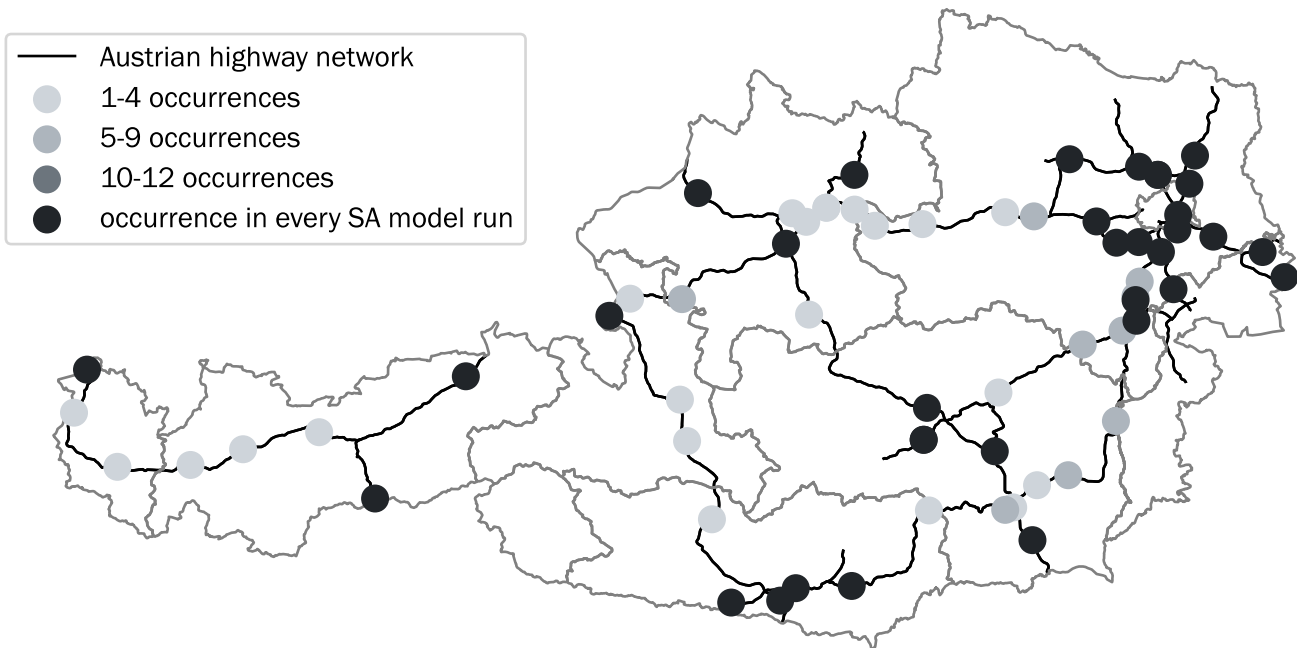 Austrian highway network
1-4 occurrences
5-9 occurrences
10-12 occurrences
occurrence in every SA model run